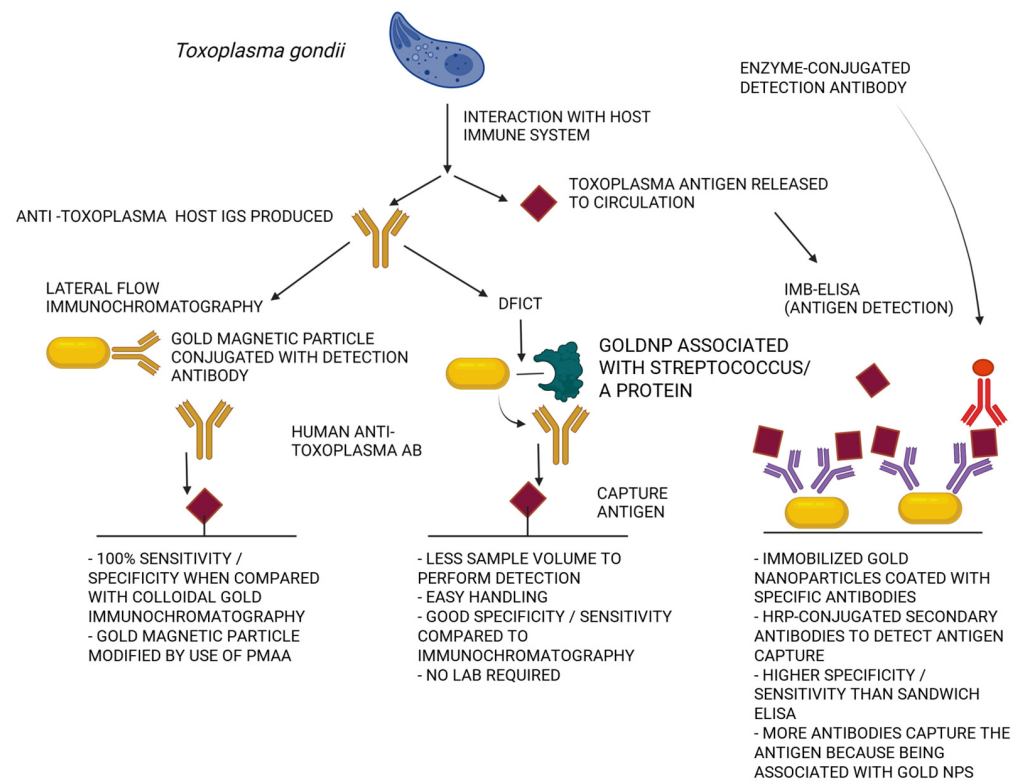 Toxoplasma gondii
ENZYME-CONJUGATED
DETECTION ANTIBODY
INTERACTION WITH HOST
IMMUNE SYSTEM
TOXOPLASMA ANTIGEN RELEASED
TO CIRCULATION
ANTI -TOXOPLASMA HOST IGS PRODUCED
LATERAL FLOW
IMMUNOCHROMATOGRAPHY
DFICT
IMB-ELISA
(ANTIGEN DETECTION)
GOLD MAGNETIC PARTICLE
CONJUGATED WITH DETECTION
ANTIBODY
GOLDNP ASSOCIATED
WITH STREPTOCOCCUS/
A PROTEIN
HUMAN ANTI-
TOXOPLASMA AB
CAPTURE
ANTIGEN
- 100% SENSITIVITY /
SPECIFICITY WHEN COMPARED
WITH COLLOIDAL GOLD
IMMUNOCHROMATOGRAPHY
- GOLD MAGNETIC PARTICLE
MODIFIED BY USE OF PMAA
- LESS SAMPLE VOLUME TO
PERFORM DETECTION
- EASY HANDLING
- GOOD SPECIFICITY / SENSITIVITY
COMPARED TO
IMMUNOCHROMATOGRAPHY
- NO LAB REQUIRED
- IMMOBILIZED GOLD
NANOPARTICLES COATED WITH
SPECIFIC ANTIBODIES
- HRP-CONJUGATED SECONDARY
ANTIBODIES TO DETECT ANTIGEN
CAPTURE
- HIGHER SPECIFICITY /
SENSITIVITY THAN SANDWICH
ELISA
- MORE ANTIBODIES CAPTURE THE
ANTIGEN BECAUSE BEING
ASSOCIATED WITH GOLD NPS